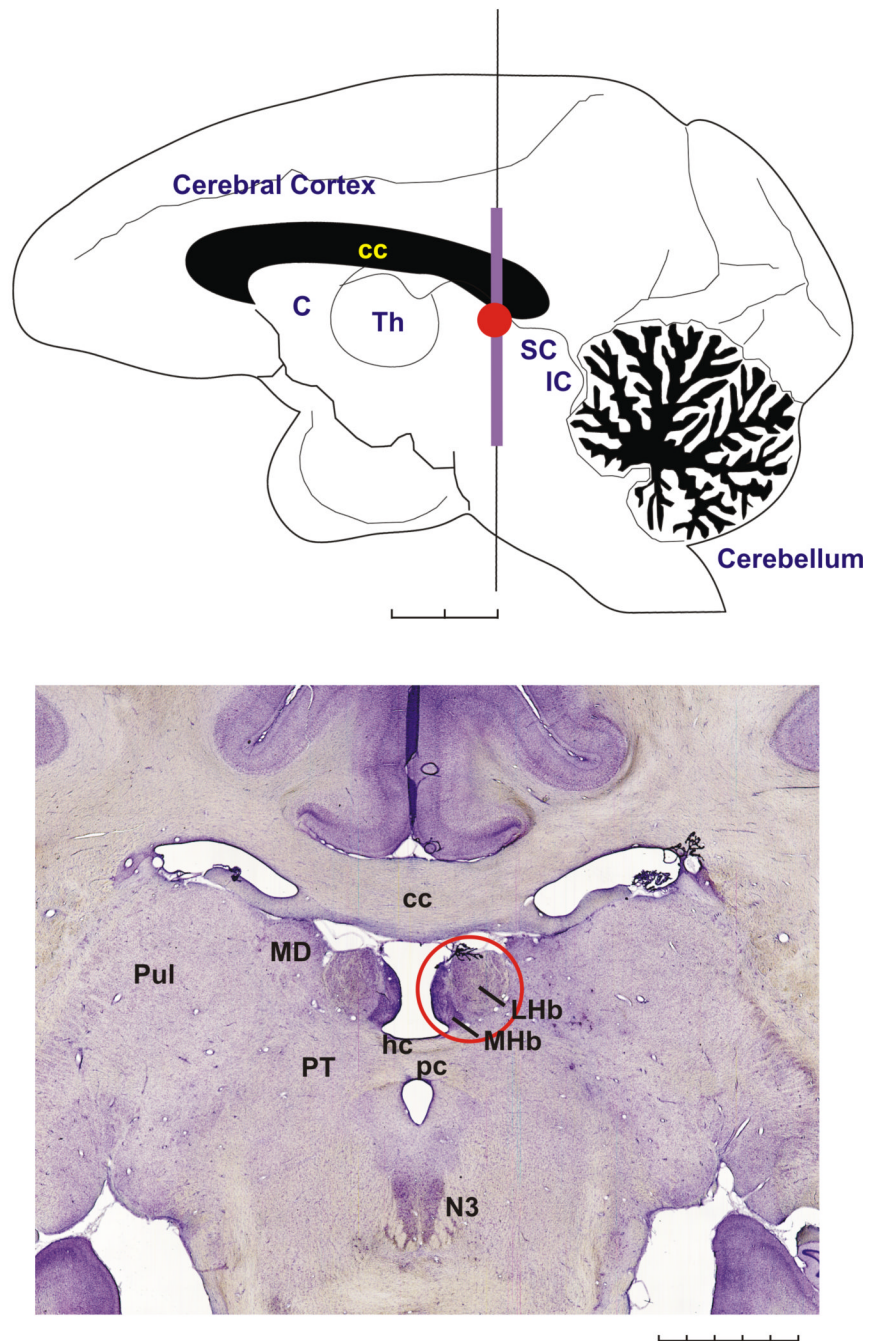 Cerebral Cortex
cc
C
Th
SC
IC
Cerebellum
cc
MD
Pul
LHb
MHb
hc
PT
pc
N3